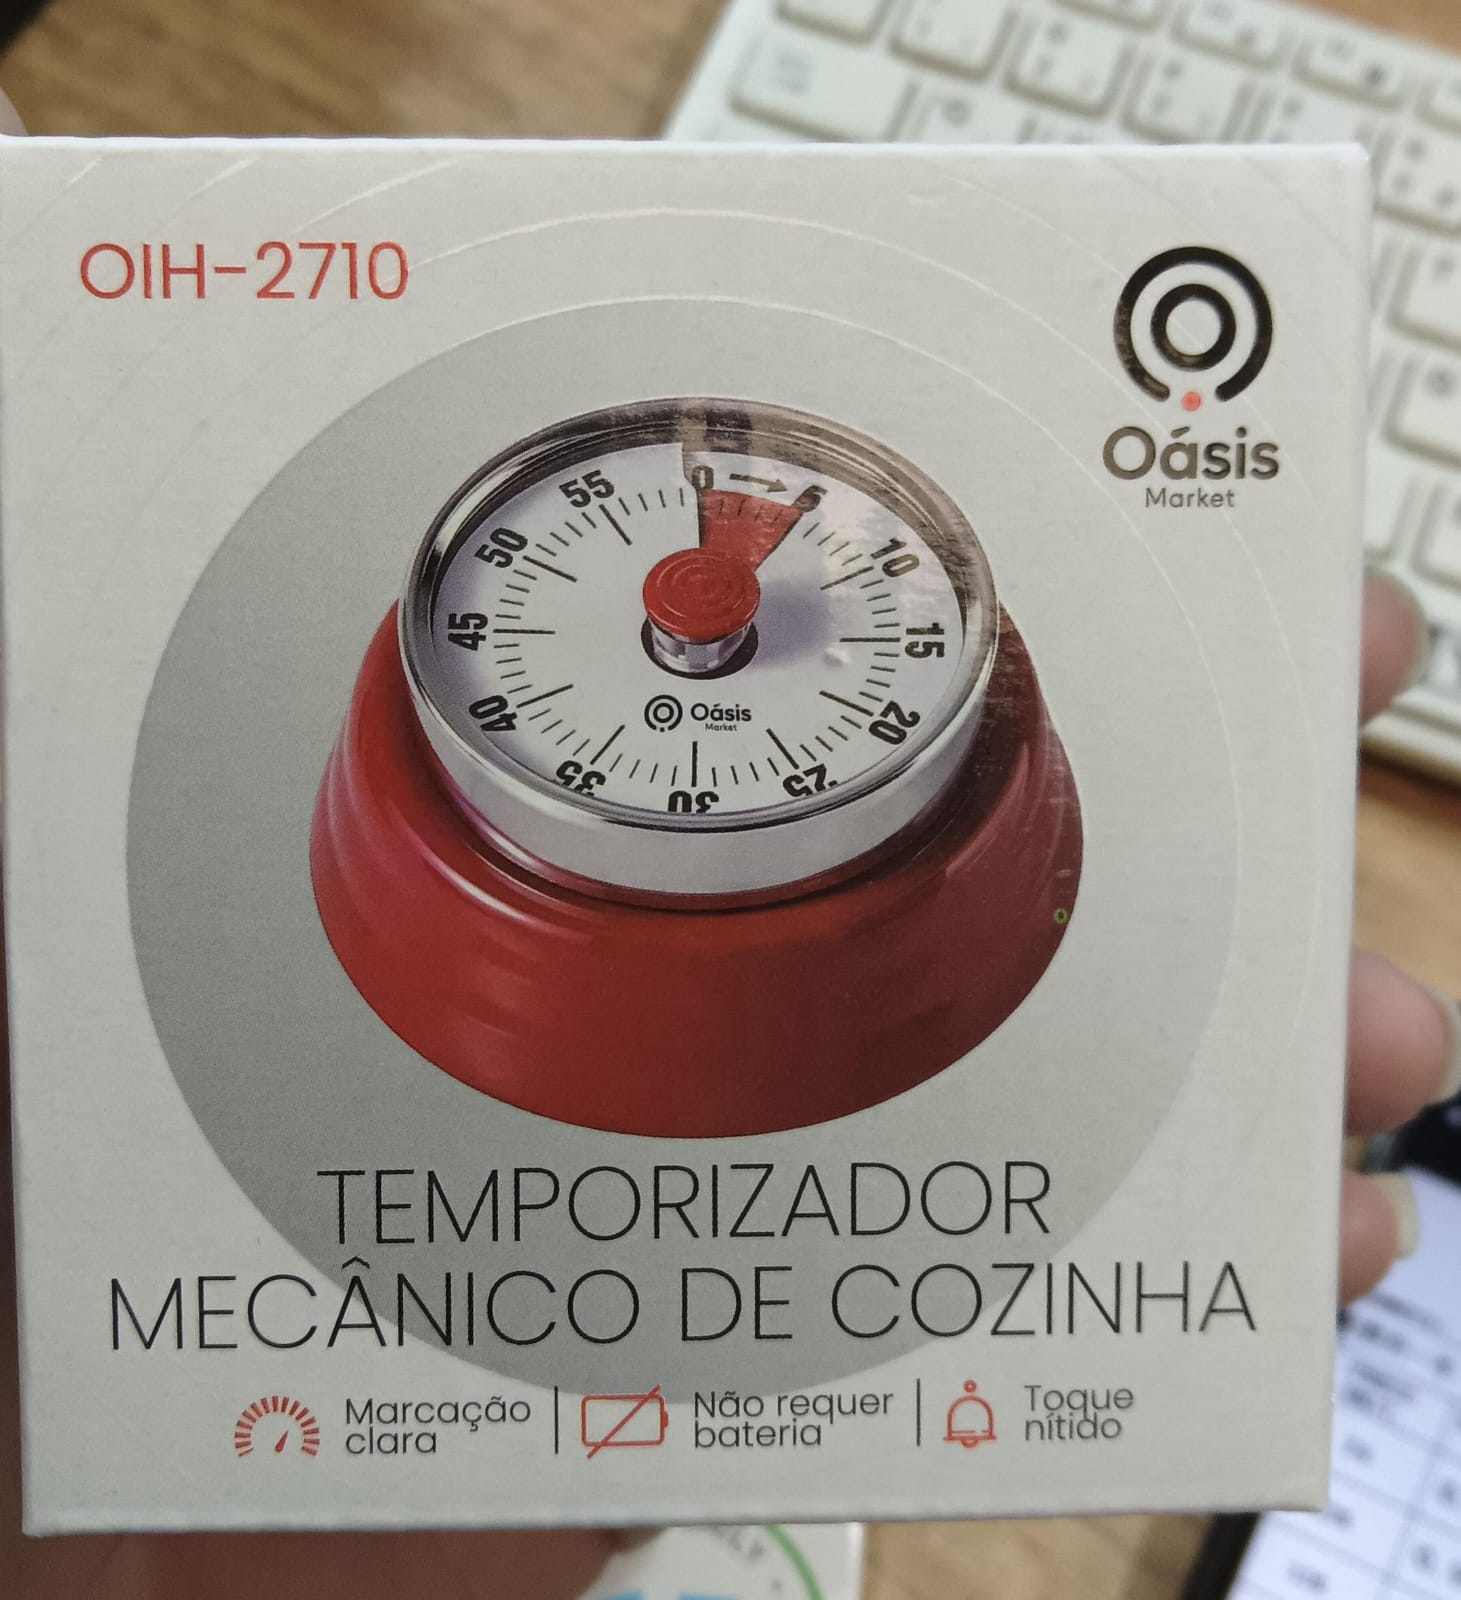 OIH-2710
Oásis
Market
0 → 5
10
15
20
25
30
35
40
45
50
55
Oásis
Market
TEMPORIZADOR
MECÂNICO DE COZINHA
Marcação
clara
Não requer
bateria
Toque
nítido